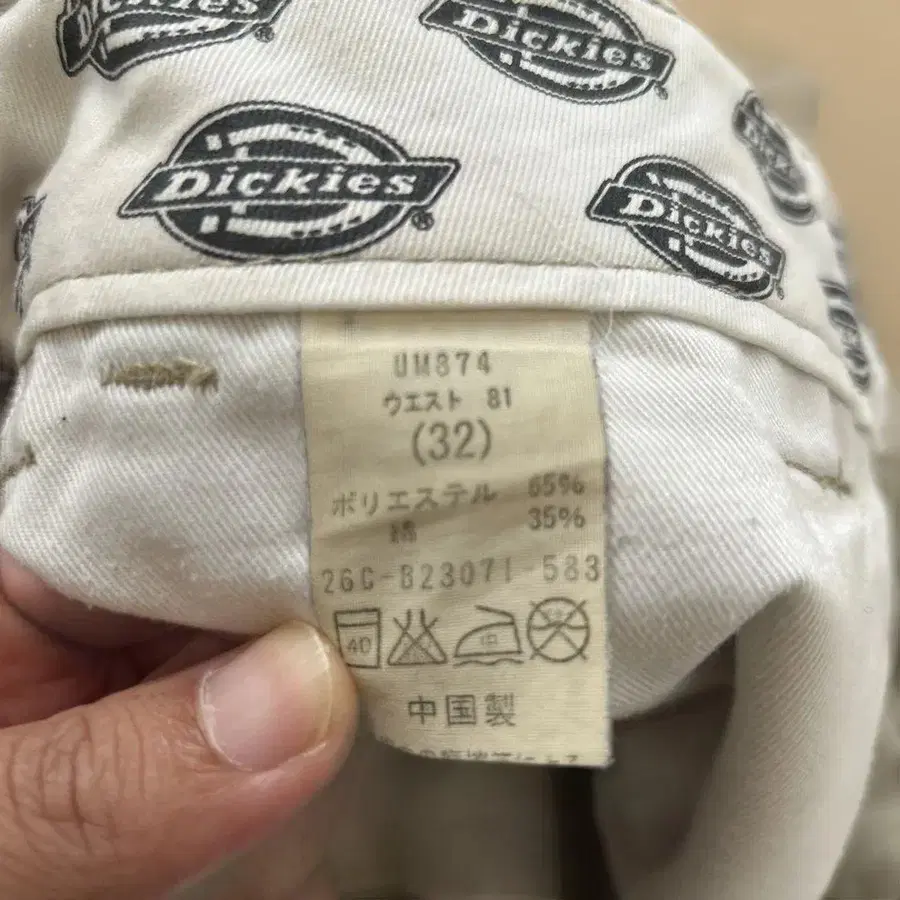 Dickies
Dickies
Dickies®
Dickies
UM874
ウエスト 81
(32)
ポリエステル 65%
綿 35%
26C-B23071-583
40 中
中国製